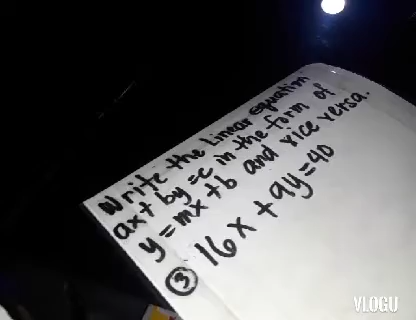 Write the Linear equation
ax + by = c in the form of
y = mx + b and vice versa.
③ 16x + 9y = 40
VLOGU